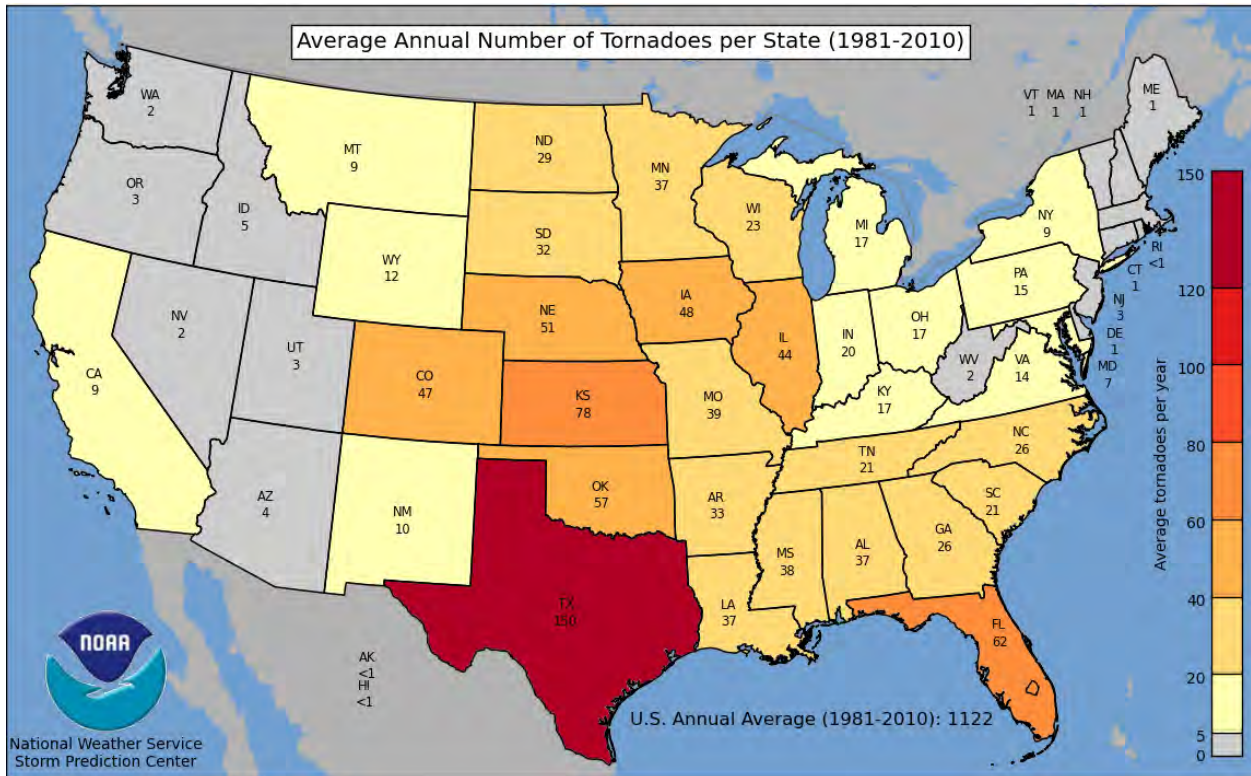 Average Annual Number of Tornadoes per State (1981-2010)
WA
2
OR
3
CA
9
ID
5
NV
2
MT
9
WY
12
UT
3
AZ
4
CO
47
NM
10
ND
29
SD
32
NE
51
KS
78
OK
57
TX
150
MN
37
IA
48
MO
39
AR
33
LA
37
WI
23
IL
44
MS
38
MI
17
IN
20
OH
17
KY
17
TN
21
AL
37
GA
26
FL
62
SC
21
NC
26
VA
14
WV
2
PA
15
NY
9
VT MA NH
1 1 1
ME
1
RI
<1
CT
1
NJ
3
DE
1
MD
7
AK
<1
HI
<1
U.S. Annual Average (1981-2010): 1122
Average tornadoes per year
150
120
100
80
60
40
20
5
0
NOAA
National Weather Service
Storm Prediction Center